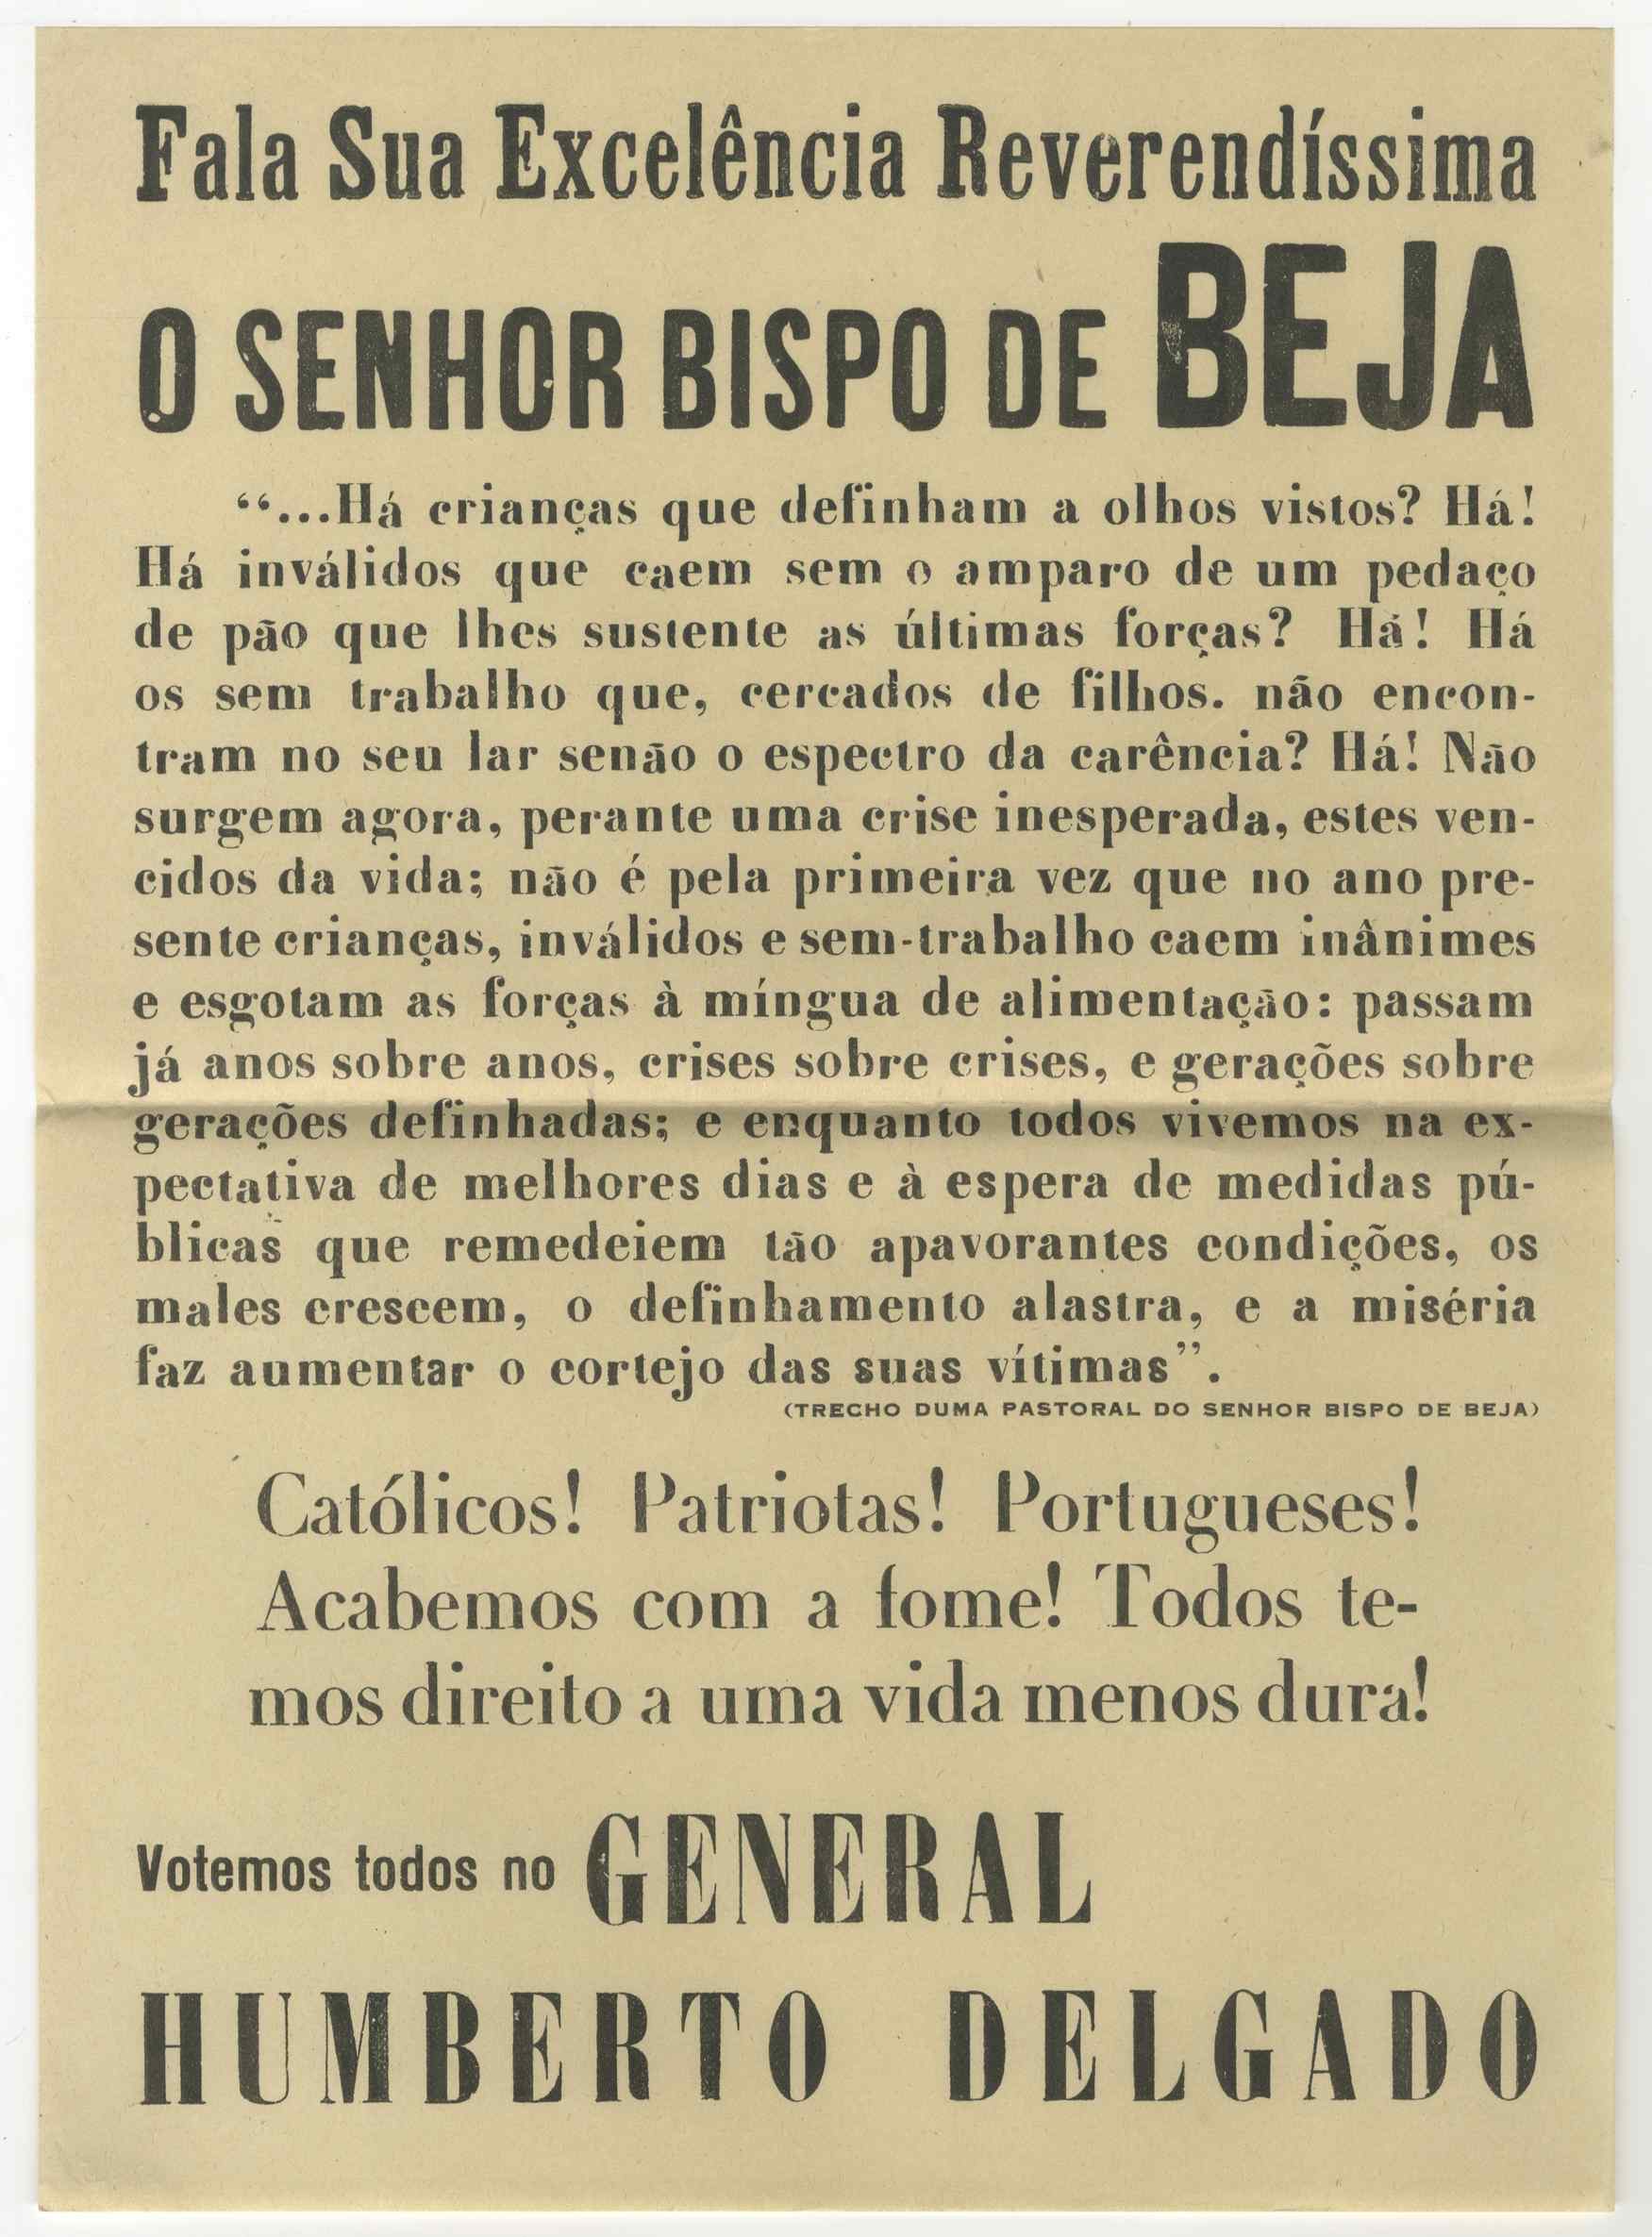 Fala Sua Excelência Reverendíssima
O SENHOR BISPO DE BEJA
“...Há crianças que definham a olhos vistos? Há!
Há inválidos que caem sem o amparo de um pedaço
de pão que lhes sustente as últimas forças? Há! Há
os sem trabalho que, cercados de filhos. não encon-
tram no seu lar senão o espectro da carência? Há! Não
surgem agora, perante uma crise inesperada, estes ven-
cidos da vida; não é pela primeira vez que no ano pre-
sente crianças, inválidos e sem-trabalho caem inânimes
e esgotam as forças à míngua de alimentação: passam
já anos sobre anos, crises sobre crises, e gerações sobre
gerações definhadas; e enquanto todos vivemos na ex-
pectativa de melhores dias e à espera de medidas pú-
blicas que remedeiem tão apavorantes condições, os
males crescem, o definhamento alastra, e a miséria
faz aumentar o cortejo das suas vítimas”.
(TRECHO DUMA PASTORAL DO SENHOR BISPO DE BEJA)
Católicos! Patriotas! Portugueses!
Acabemos com a fome! Todos te-
mos direito a uma vida menos dura!
Votemos todos no GENERAL
HUMBERTO DELGADO